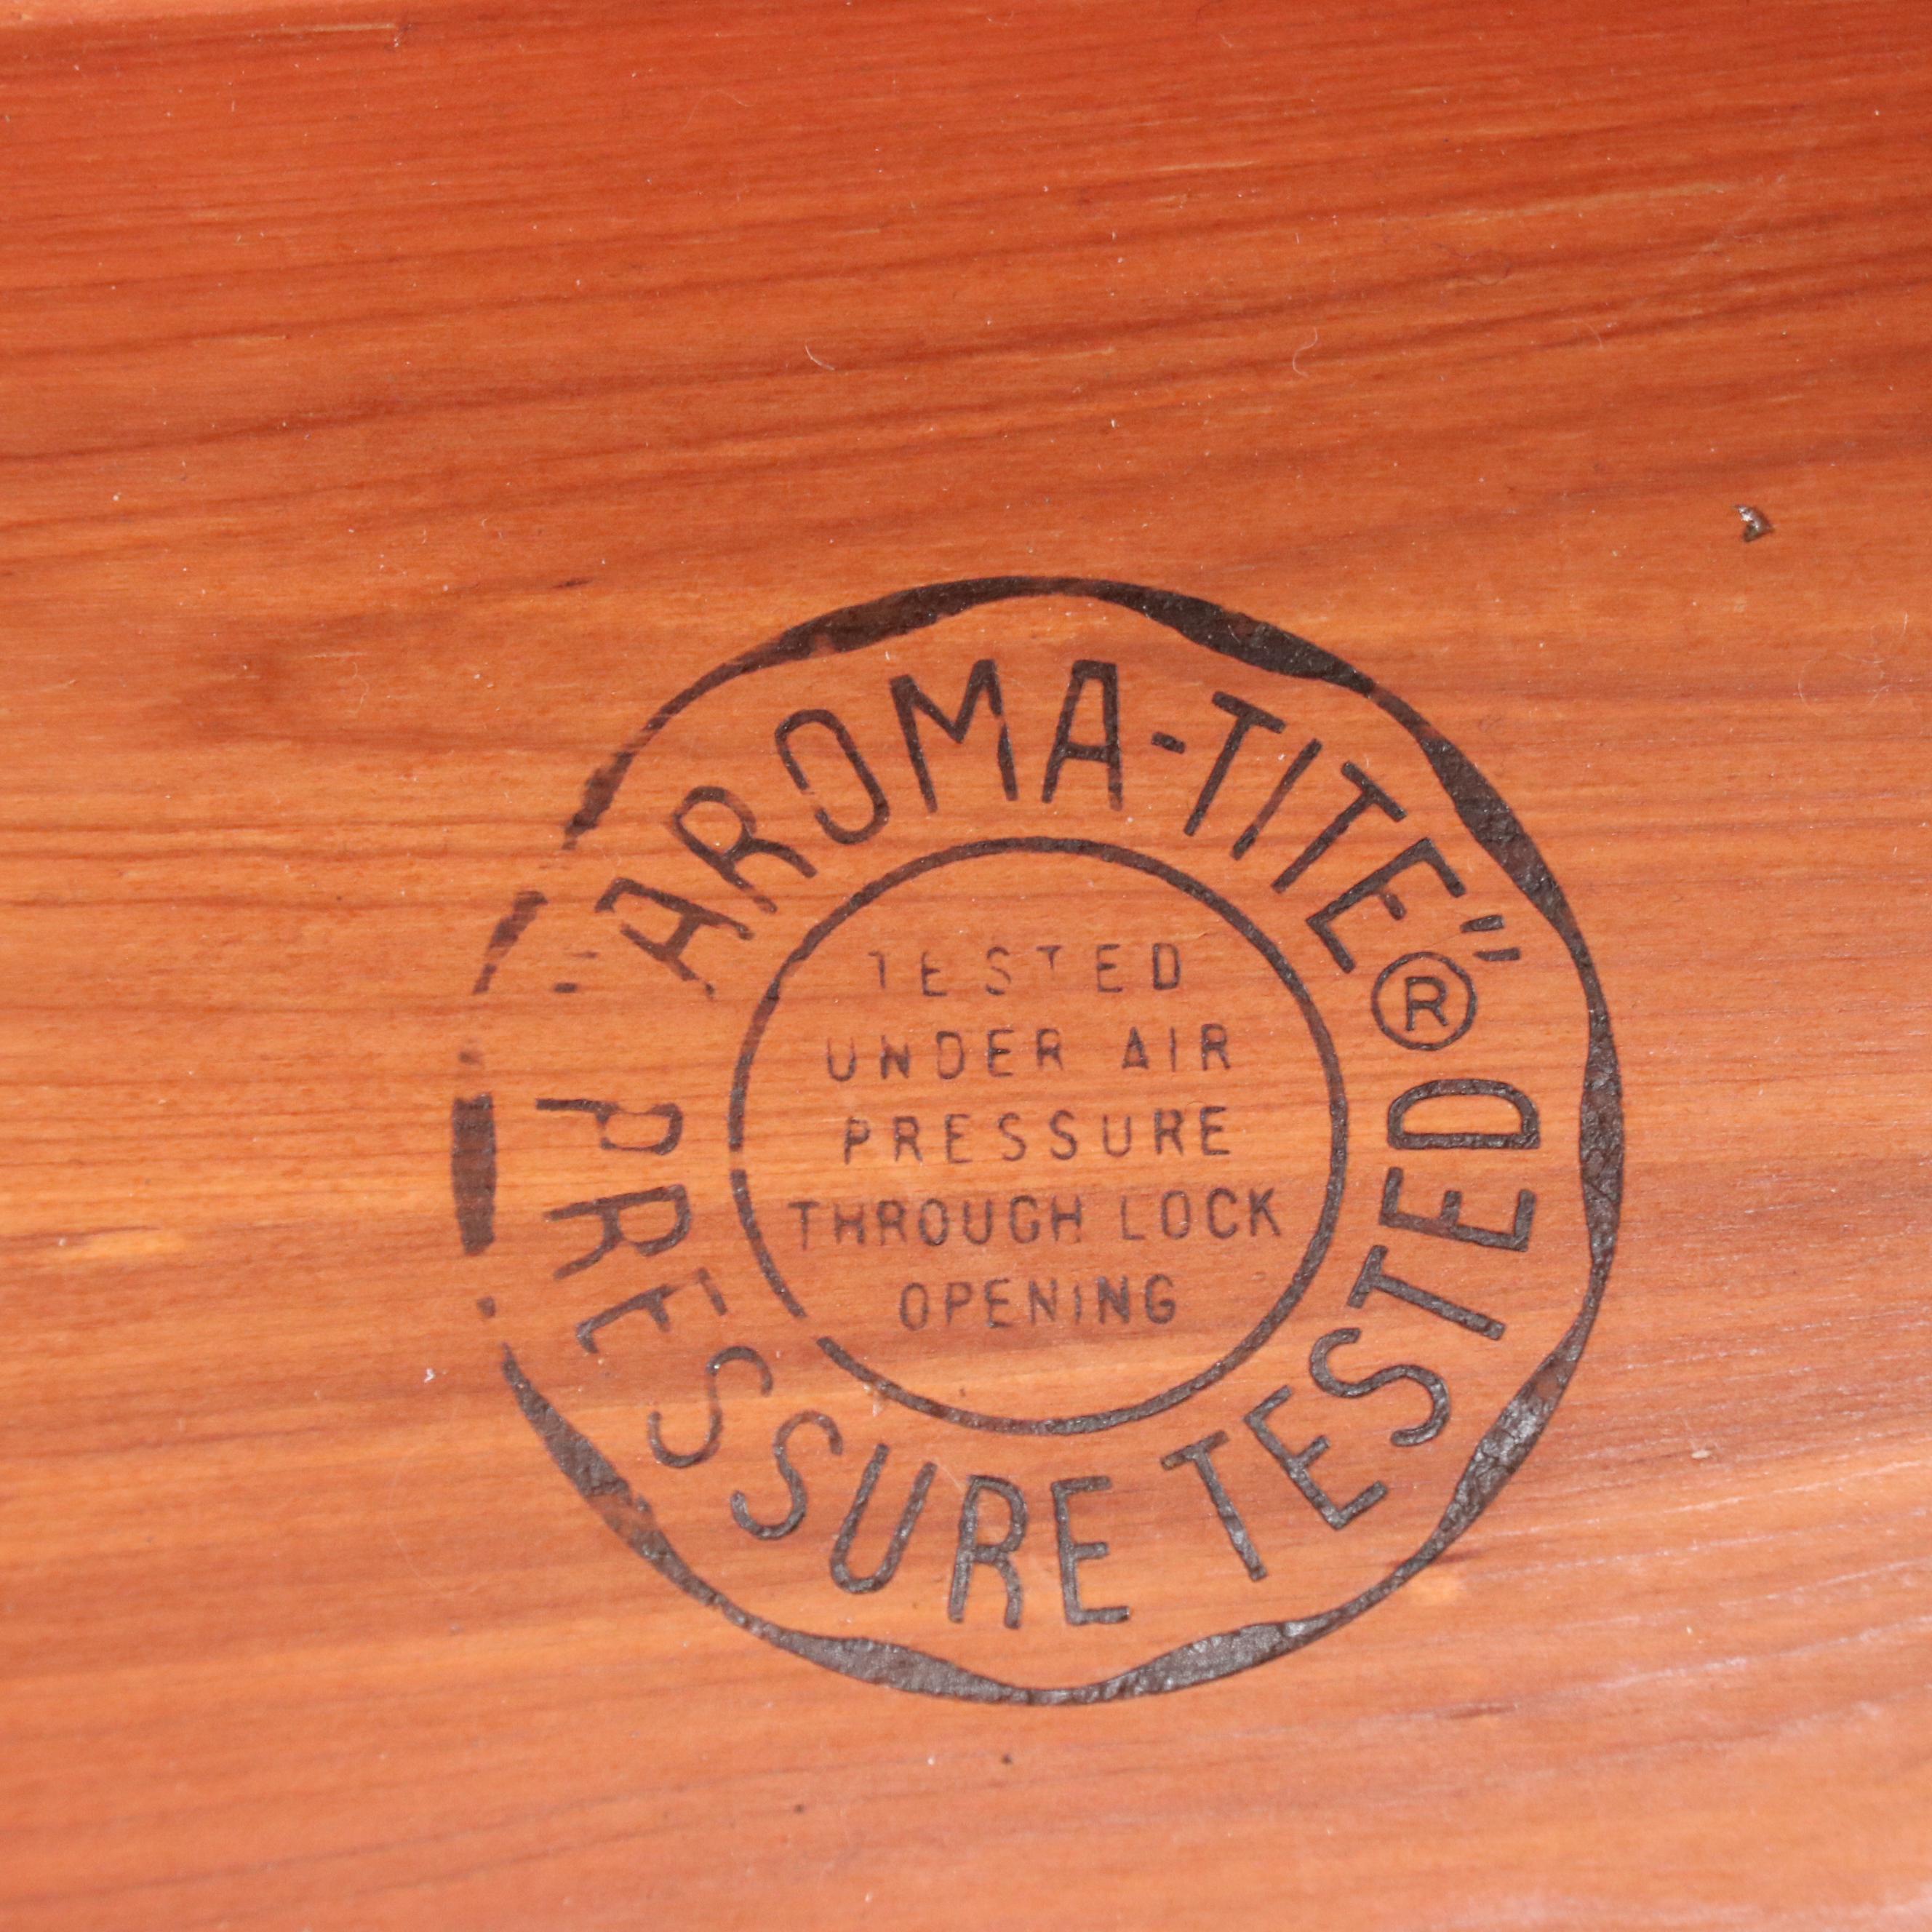 "AROMA-TITE"®
PRESSURE TESTED
TESTED
UNDER AIR
PRESSURE
THROUGH LOCK
OPENING